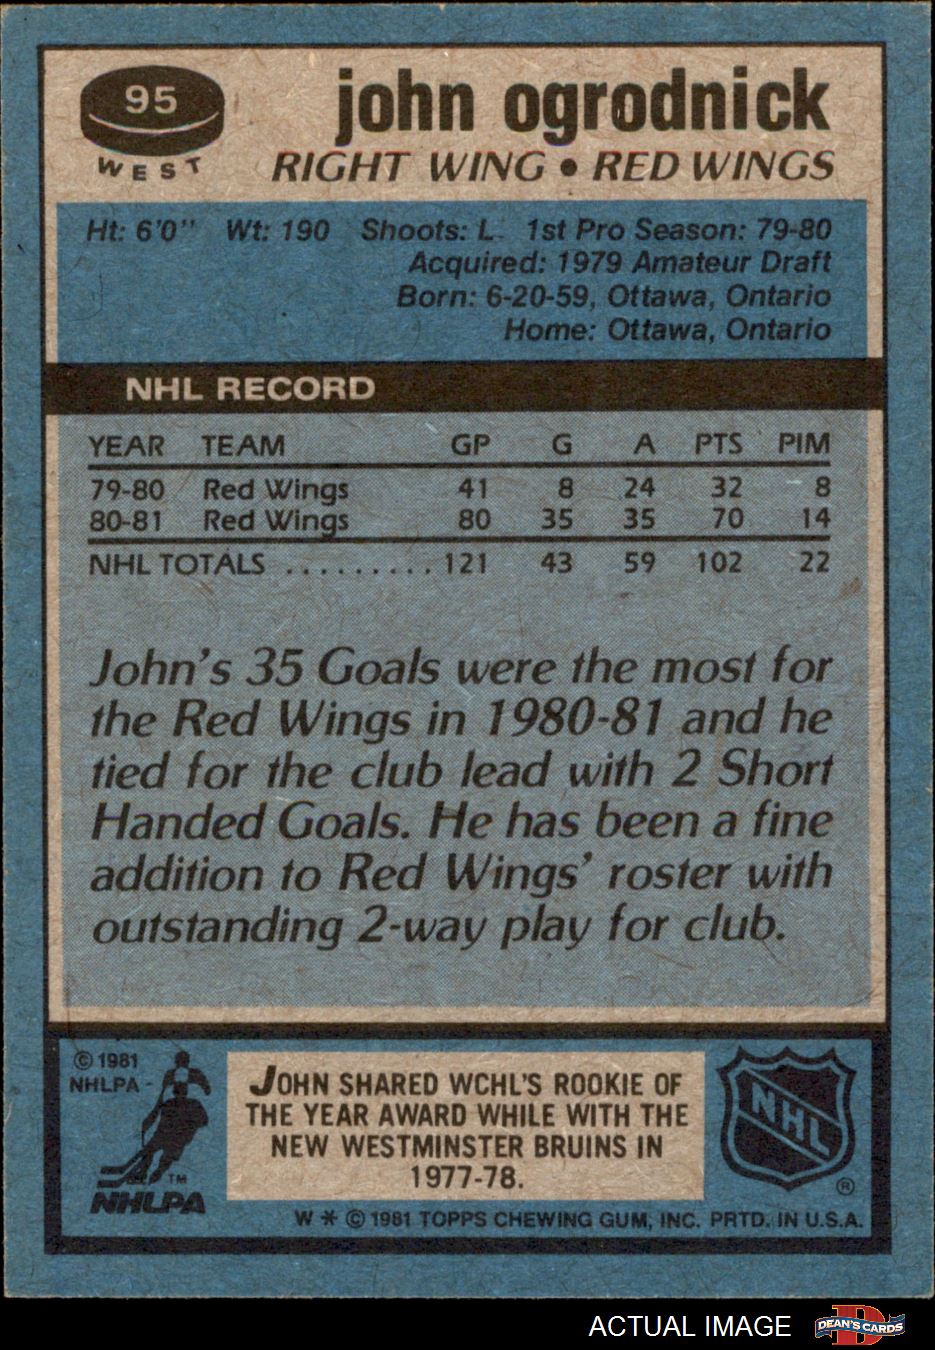 95
WEST
john ogrodnick
RIGHT WING • RED WINGS
Ht: 6'0" Wt: 190 Shoots: L 1st Pro Season: 79-80
Acquired: 1979 Amateur Draft
Born: 6-20-59, Ottawa, Ontario
Home: Ottawa, Ontario
NHL RECORD
YEAR TEAM GP G A PTS PIM
79-80 Red Wings 41 8 24 32 8
80-81 Red Wings 80 35 35 70 14
NHL TOTALS .......... 121 43 59 102 22
John's 35 Goals were the most for
the Red Wings in 1980-81 and he
tied for the club lead with 2 Short
Handed Goals. He has been a fine
addition to Red Wings' roster with
outstanding 2-way play for club.
© 1981
NHLPA
TM
NHLPA
JOHN SHARED WCHL'S ROOKIE OF
THE YEAR AWARD WHILE WITH THE
NEW WESTMINSTER BRUINS IN
1977-78.
NHL
®
W * © 1981 TOPPS CHEWING GUM, INC. PRTD. IN U.S.A.
ACTUAL IMAGE
DEAN'S CARDS